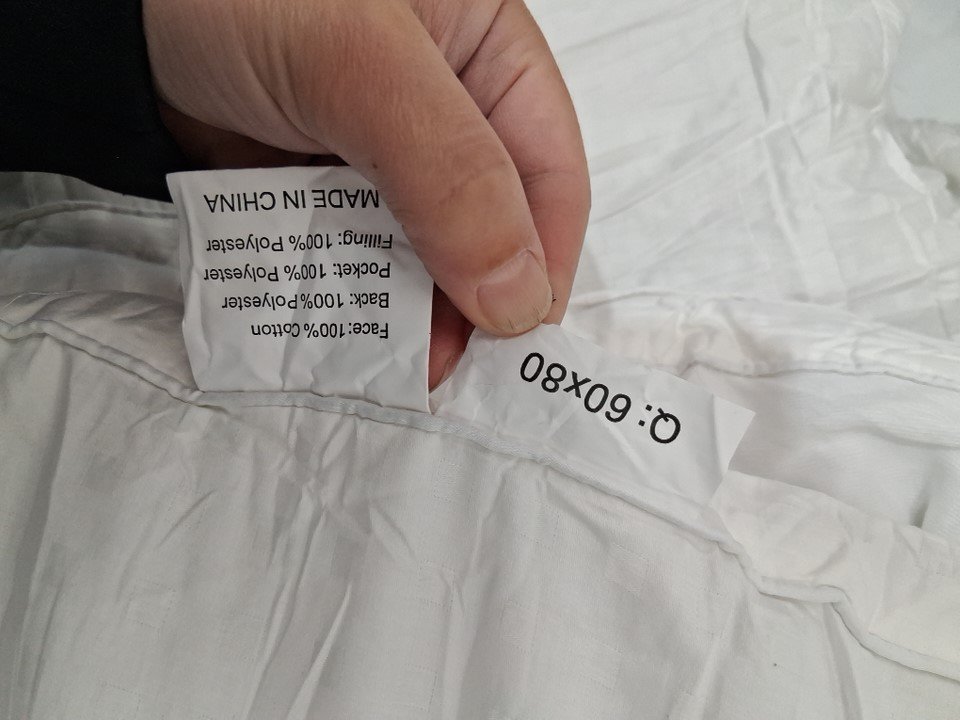 Face:100% Cotton
Back: 100% Polyester
Pocket: 100% Polyester
Filling: 100% Polyester
MADE IN CHINA
Q: 60x80